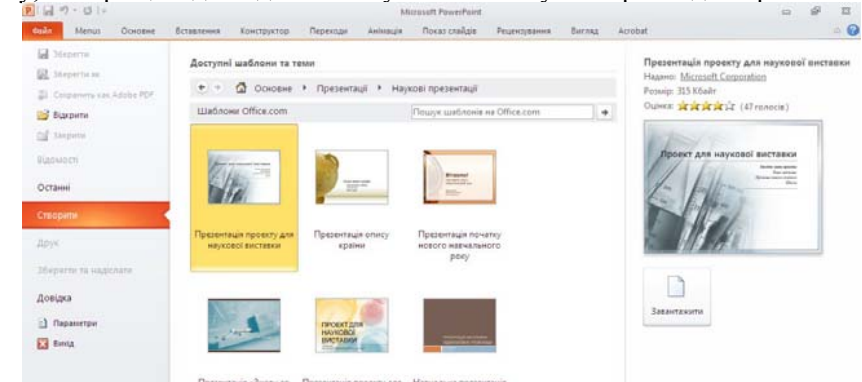 Microsoft PowerPoint
Файл Menus Основне Вставлення Конструктор Переходи Анімація Показ слайдів Рецензування Вигляд Acrobat
Зберегти
Зберегти як
Сохранить как Adobe PDF
Відкрити
Закрити
Відомості
Останні
Створити
Друк
Зберегти та надіслати
Довідка
Параметри
Вихід
Доступні шаблони та теми
Основне Презентації Наукові презентації
Шаблони Office.com Пошук шаблонів на Office.com
Презентація проекту для наукової виставки
Презентація опису країни
Презентація початку нового навчального року
ПРОЕКТ ДЛЯ
НАУКОВОЇ
ВИСТАВКИ
Презентація проекту для наукової виставки
Надано: Microsoft Corporation
Розмір: 315 Кбайт
Оцінка: (47 голосів)
Проект для наукової виставки
Завантажити